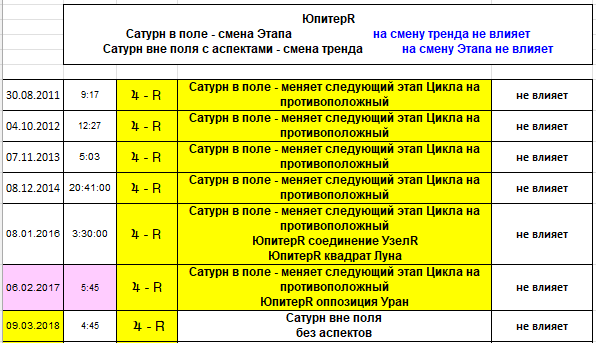 ЮпитерR
Сатурн в поле - смена Этапа на смену тренда не влияет
Сатурн вне поля с аспектами - смена тренда на смену Этапа не влияет
30.08.2011 9:17 ♃ - R Сатурн в поле - меняет следующий этап Цикла на противоположный не влияет
04.10.2012 12:27 ♃ - R Сатурн в поле - меняет следующий этап Цикла на противоположный не влияет
07.11.2013 5:03 ♃ - R Сатурн в поле - меняет следующий этап Цикла на противоположный не влияет
08.12.2014 20:41:00 ♃ - R Сатурн в поле - меняет следующий этап Цикла на противоположный не влияет
08.01.2016 3:30:00 ♃ - R Сатурн в поле - меняет следующий этап Цикла на противоположный
ЮпитерR соединение УзелR
ЮпитерR квадрат Луна не влияет
06.02.2017 5:45 ♃ - R Сатурн в поле - меняет следующий этап Цикла на противоположный
ЮпитерR оппозиция Уран не влияет
09.03.2018 4:45 ♃ - R Сатурн вне поля
без аспектов не влияет